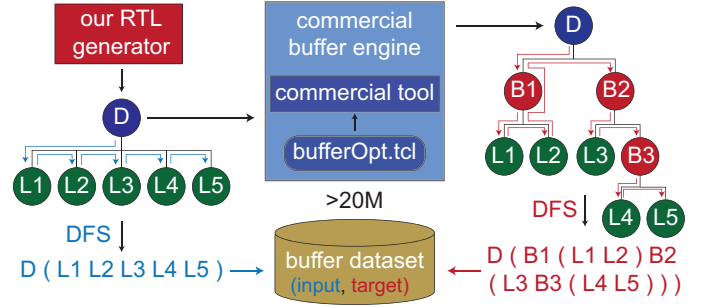 our RTL
generator
D
L1 L2 L3 L4 L5
DFS
D ( L1 L2 L3 L4 L5 )
commercial
buffer engine
commercial tool
bufferOpt.tcl
>20M
buffer dataset
(input, target)
D
B1 B2
L1 L2 L3 B3
L4 L5
DFS
D ( B1 ( L1 L2 ) B2
( L3 B3 ( L4 L5 ) ) )